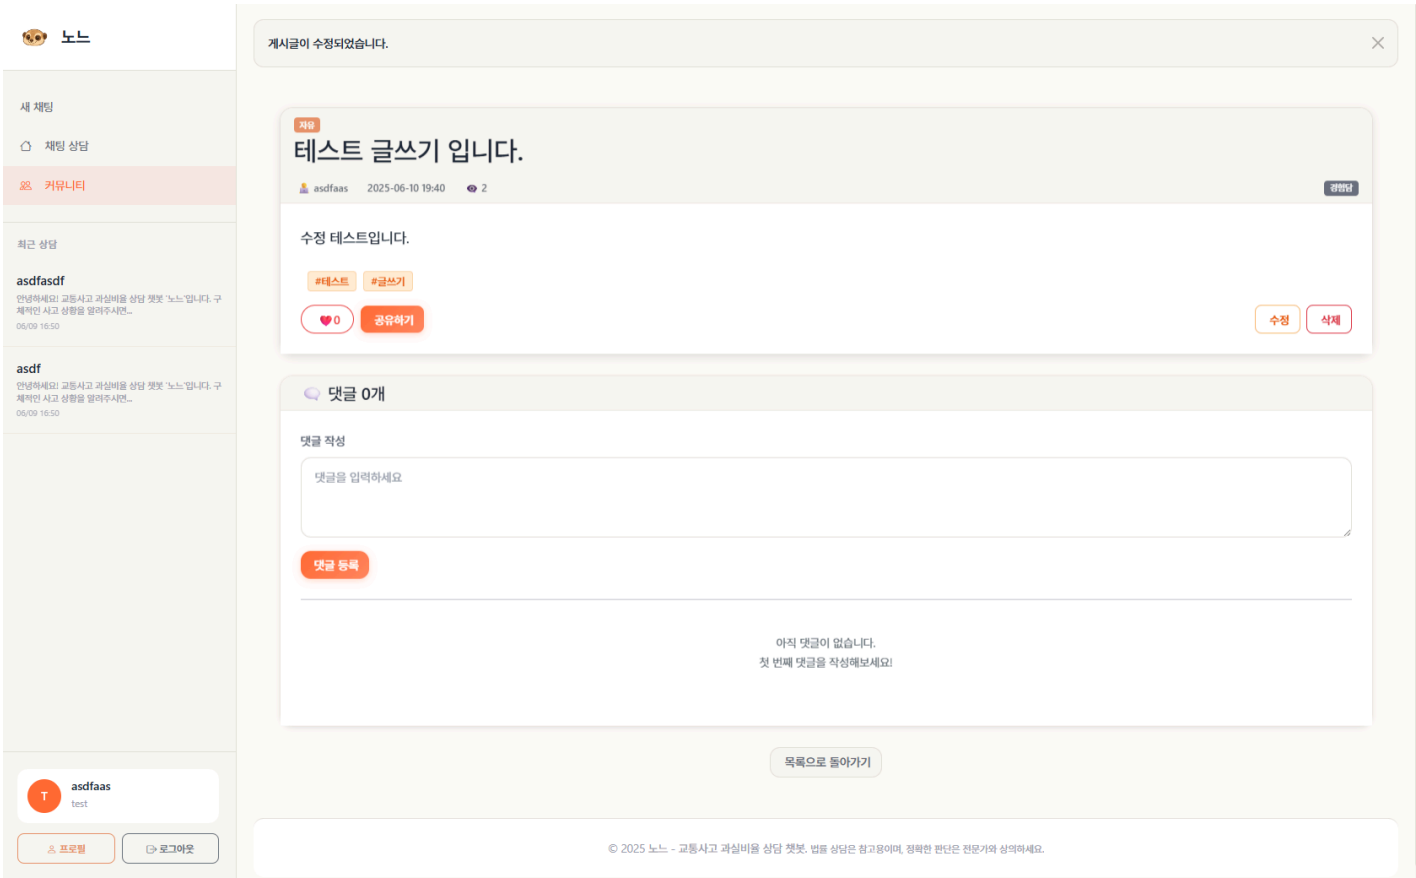 노느
새 채팅
채팅 상담
커뮤니티
최근 상담
asdfasdf
안녕하세요! 교통사고 과실비율 상담 챗봇 '노느'입니다. 구
체적인 사고 상황을 알려주시면...
06/09 16:50
asdf
안녕하세요! 교통사고 과실비율 상담 챗봇 '노느'입니다. 구
체적인 사고 상황을 알려주시면...
06/09 16:50
T
asdfaas
test
프로필
로그아웃
게시글이 수정되었습니다.
자유
테스트 글쓰기 입니다.
asdfaas 2025-06-10 19:40 2
경험담
수정 테스트입니다.
#테스트 #글쓰기
0 공유하기
수정 삭제
댓글 0개
댓글 작성
댓글을 입력하세요
댓글 등록
아직 댓글이 없습니다.
첫 번째 댓글을 작성해보세요!
목록으로 돌아가기
© 2025 노느 - 교통사고 과실비율 상담 챗봇. 법률 상담은 참고용이며, 정확한 판단은 전문가와 상의하세요.